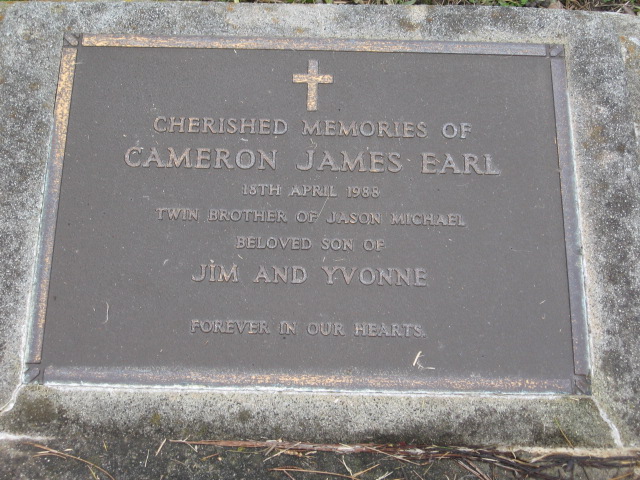 CHERISHED MEMORIES OF
CAMERON JAMES EARL
18TH APRIL 1988
TWIN BROTHER OF JASON MICHAEL
BELOVED SON OF
JIM AND YVONNE
FOREVER IN OUR HEARTS.